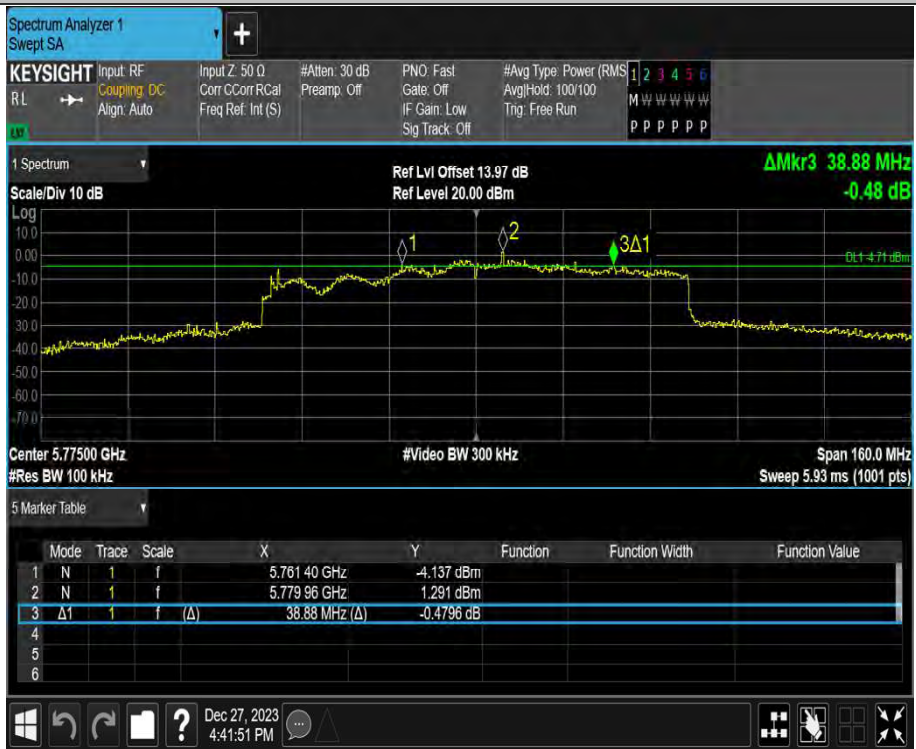 Spectrum Analyzer 1
Swept SA
+
KEYSIGHT Input: RF Input Z: 50 Ω #Atten: 30 dB PNO: Fast #Avg Type: Power (RMS 1 2 3 4 5 6
RL Coupling: DC Corr CCorr RCal Preamp: Off Gate: Off Avg|Hold: 100/100 M W W W W W
Align: Auto Freq Ref: Int (S) IF Gain: Low Trig: Free Run
Sig Track: Off P P P P P P
1 Spectrum Ref Lvl Offset 13.97 dB ΔMkr3 38.88 MHz
Scale/Div 10 dB Ref Level 20.00 dBm -0.48 dB
Log
10.0
0.00
-10.0
-20.0
-30.0
-40.0
-50.0
-60.0
-70.0
1
2
3Δ1
DL1 -4.71 dBm
Center 5.77500 GHz #Video BW 300 kHz Span 160.0 MHz
#Res BW 100 kHz Sweep 5.93 ms (1001 pts)
5 Marker Table
Mode Trace Scale X Y Function Function Width Function Value
1 N 1 f 5.761 40 GHz -4.137 dBm
2 N 1 f 5.779 96 GHz 1.291 dBm
3 Δ1 1 f (Δ) 38.88 MHz (Δ) -0.4796 dB
4
5
6
? Dec 27, 2023
4:41:51 PM